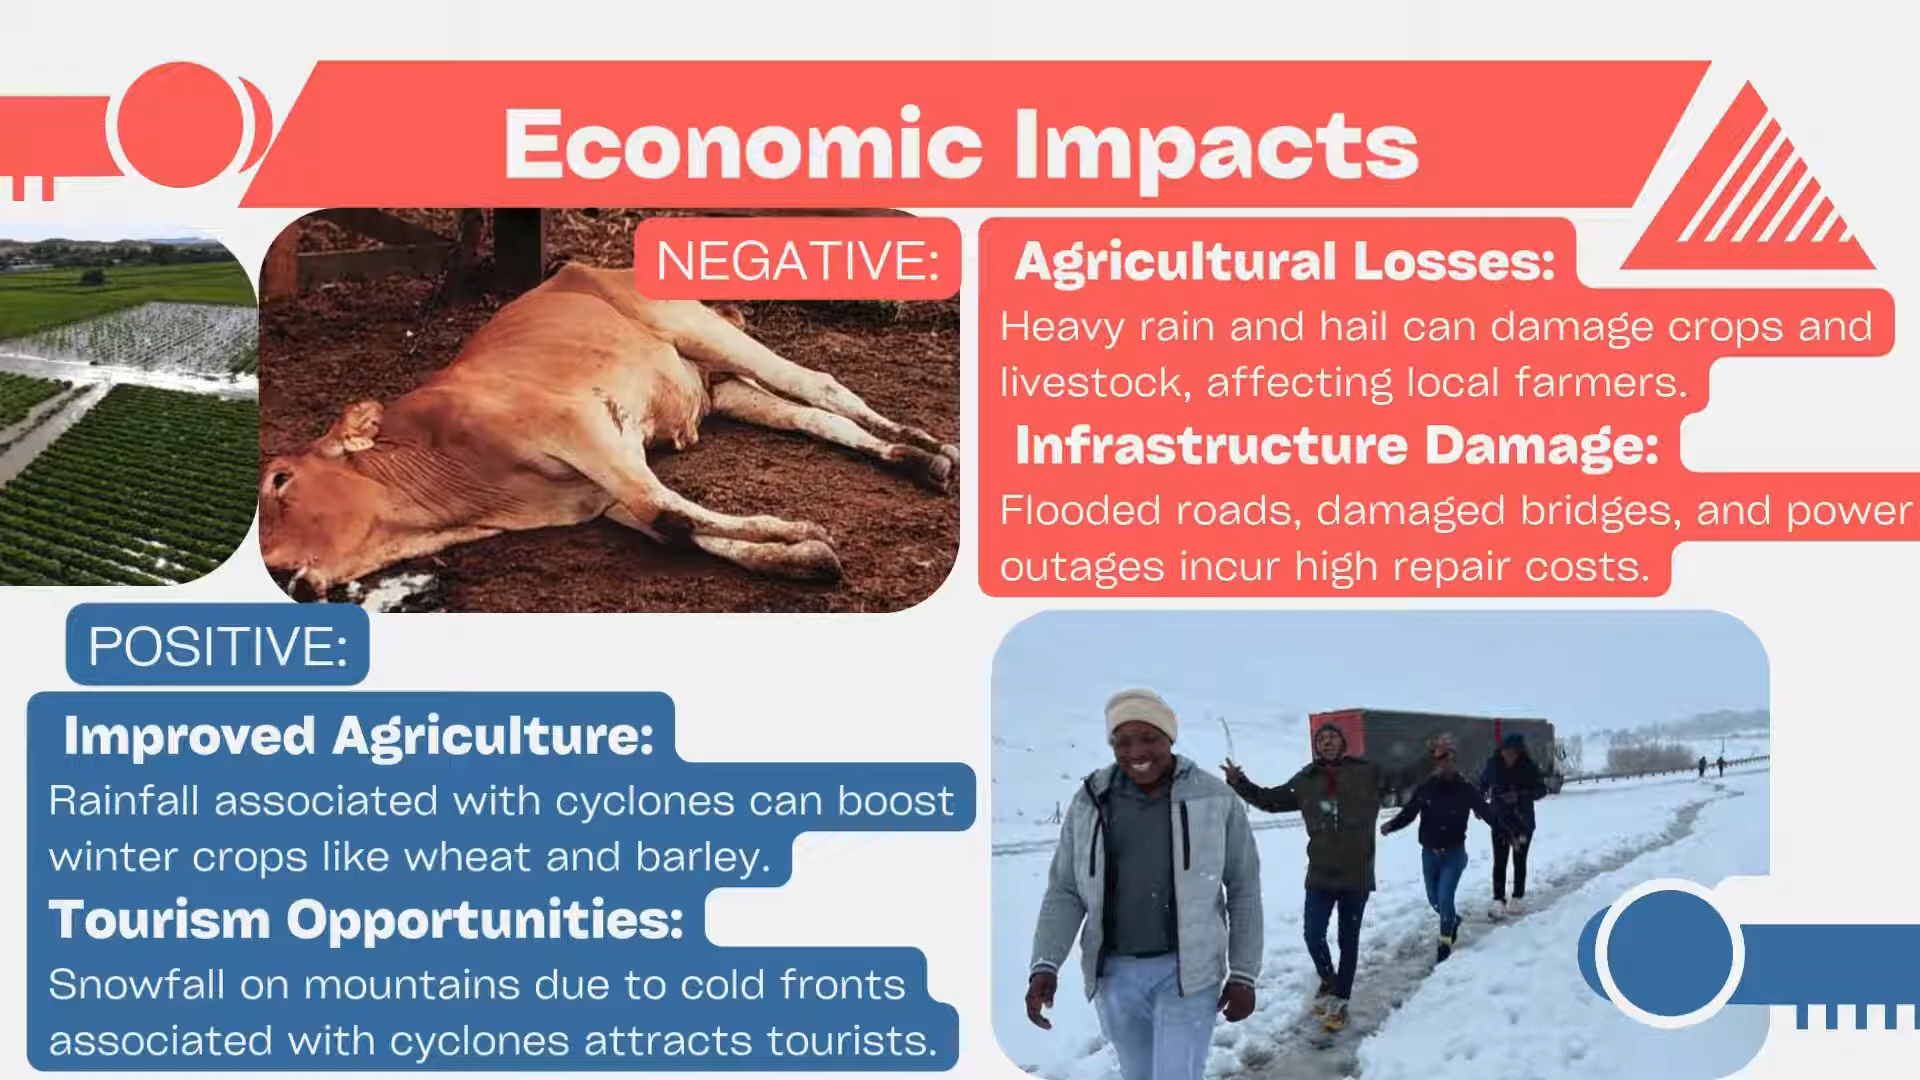 Economic Impacts
NEGATIVE:
Agricultural Losses:
Heavy rain and hail can damage crops and
livestock, affecting local farmers.
Infrastructure Damage:
Flooded roads, damaged bridges, and power
outages incur high repair costs.
POSITIVE:
Improved Agriculture:
Rainfall associated with cyclones can boost
winter crops like wheat and barley.
Tourism Opportunities:
Snowfall on mountains due to cold fronts
associated with cyclones attracts tourists.